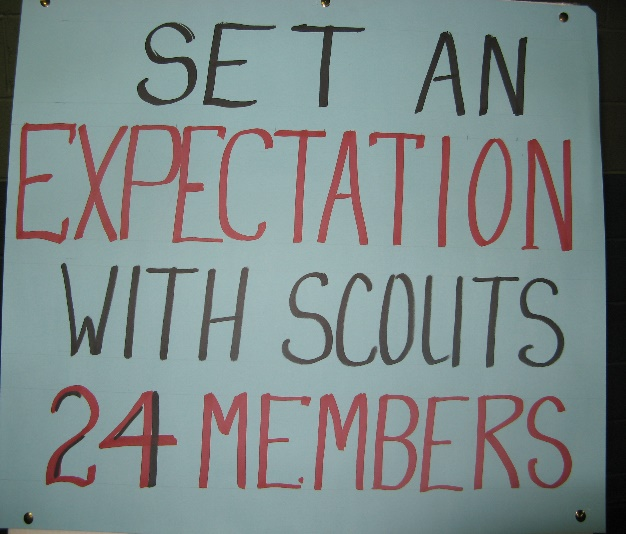 SET AN
EXPECTATION
WITH SCOUTS
24 MEMBERS